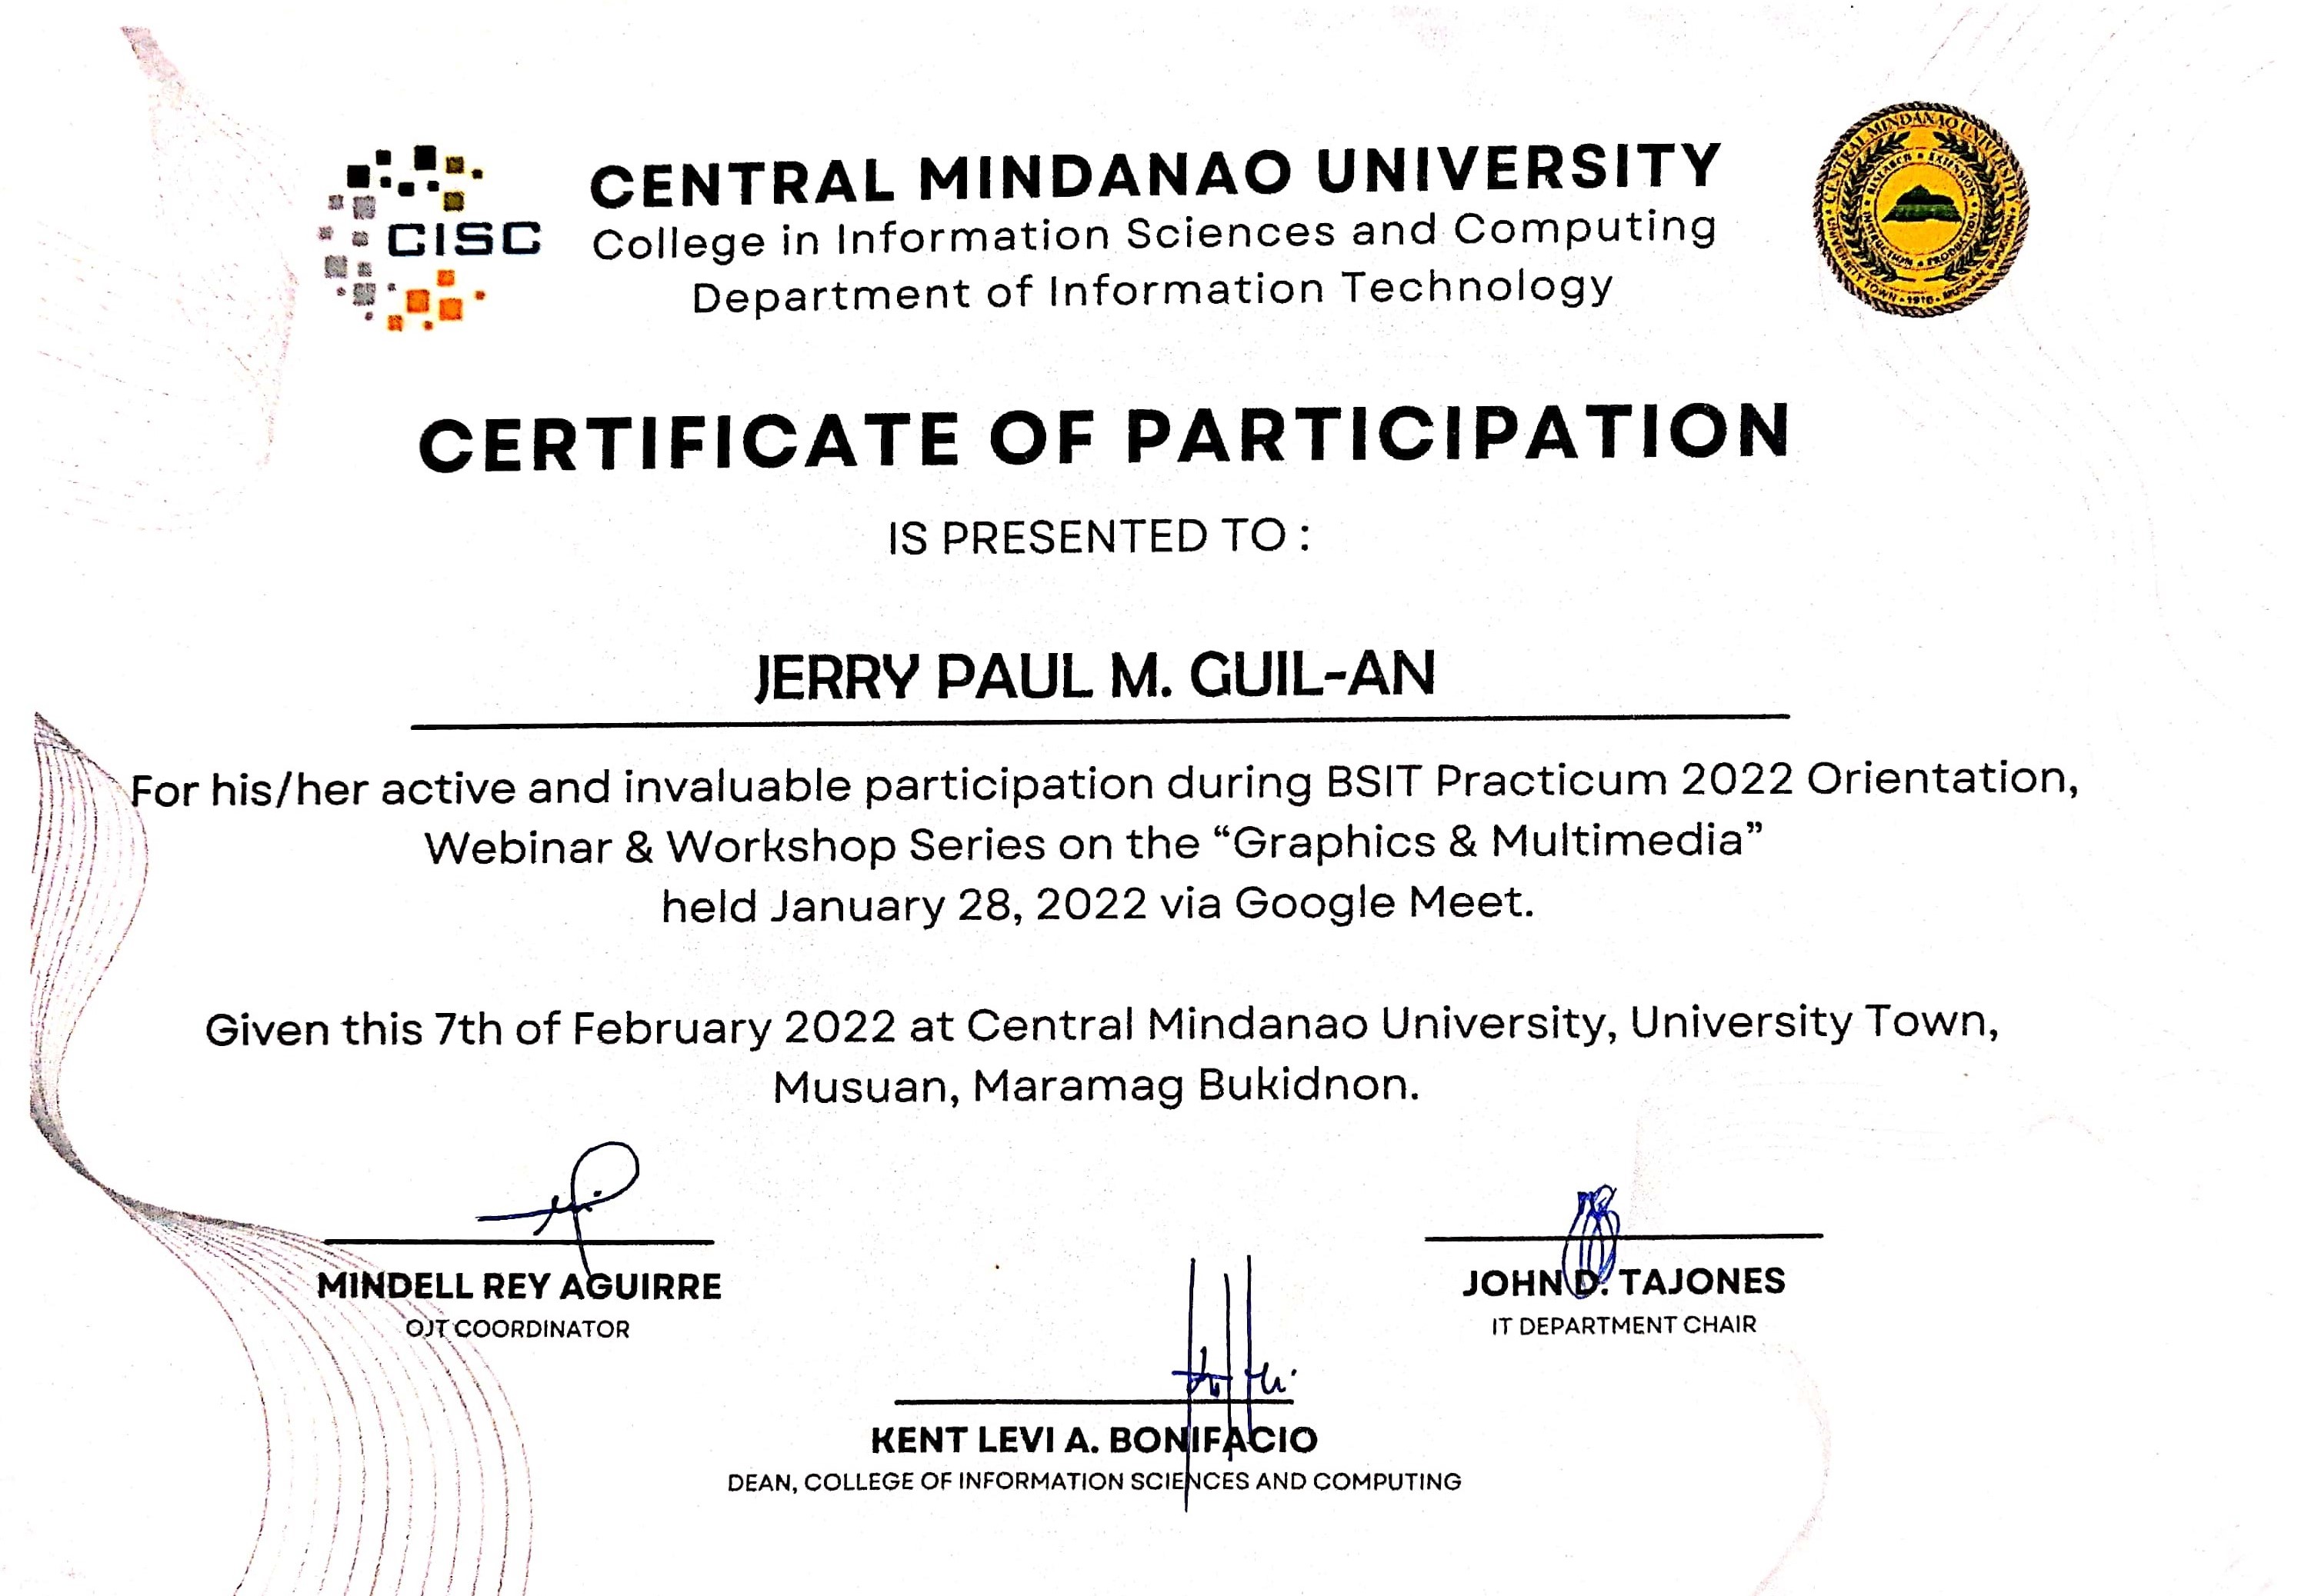 CISC
CENTRAL MINDANAO UNIVERSITY
College in Information Sciences and Computing
Department of Information Technology
CENTRAL MINDANAO UNIVERSITY
RESEARCH • EXTENSION
INSTRUCTION • PRODUCTION
UNIVERSITY TOWN • 1910 • MUSUAN, BUKIDNON
CERTIFICATE OF PARTICIPATION
IS PRESENTED TO :
JERRY PAUL M. GUIL-AN
For his/her active and invaluable participation during BSIT Practicum 2022 Orientation,
Webinar & Workshop Series on the “Graphics & Multimedia”
held January 28, 2022 via Google Meet.
Given this 7th of February 2022 at Central Mindanao University, University Town,
Musuan, Maramag Bukidnon.
MINDELL REY AGUIRRE
OJT COORDINATOR
JOHN D. TAJONES
IT DEPARTMENT CHAIR
KENT LEVI A. BONIFACIO
DEAN, COLLEGE OF INFORMATION SCIENCES AND COMPUTING